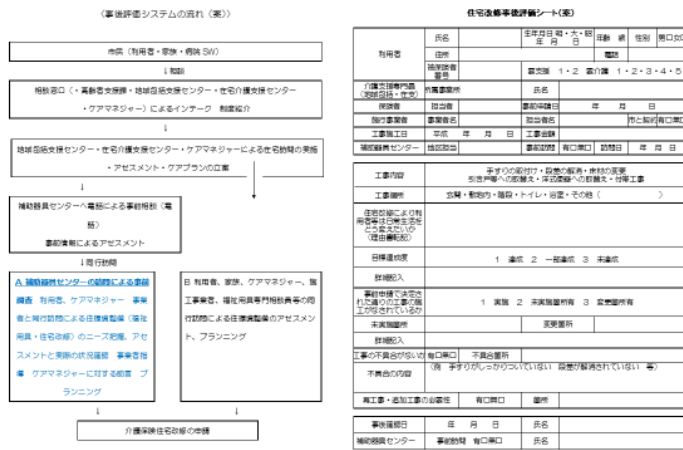 〈事後評価システムの流れ（案）〉
市民（利用者・家族・病院SW）
↓相談
相談窓口（・高齢者支援課・地域包括支援センター・在宅介護支援センター
・ケアマネジャー）によるインテーク　制度紹介
↓
地域包括支援センター・在宅介護支援センター・ケアマネジャーによる在宅訪問の実施
・アセスメント・ケアプランの立案
↓
補助器具センターへ電話による事前相談（電
話）
事前情報によるアセスメント
↓同行訪問
A 補助器具センターの訪問による事前
調査　利用者、ケアマネジャー　事業
者と同行訪問による住環境整備（福祉
用具・住宅改修）のニーズ把握、アセ
スメントと実際の状況確認　事業者指
導　ケアマネジャーに対する助言　プ
ランニング
B 利用者、家族、ケアマネジャー、施
工事業者、福祉用具専門相談員等の同
行訪問による住環境整備のアセスメン
ト、プランニング
↓　↓
介護保険住宅改修の申請
住宅改修事後評価シート(案)
利用者　氏名　生年月日 明・大・昭　年　月　日　年齢　歳　性別　男口女口
住所　電話
被保険者番号　要支援　1・2　要介護　1・2・3・4・5
介護支援専門員（地域包括・在支）　所属事業所　氏名
保険者　担当者　事前申請日　年　月　日
施行事業者　事業者名　担当者名　市と契約 有口無口
工事施工日　平成　年　月　日　工事金額
補助器具センター　地区担当　事前訪問　有口無口　訪問日　年　月　日
工事内容　手すりの取付け・段差の解消・床材の変更
引き戸等への取替え・洋式便器への取替え・付帯工事
工事箇所　玄関・敷地内・階段・トイレ・浴室・その他（　）
住宅改修により利用者等は日常生活をどう変えたいか（理由書転記）
目標達成度　1　達成　2　一部達成　3　未達成
詳細記入
事前申請で決定された通りの工事の施工がなされているか　1　実施　2　未実施箇所有　3　変更箇所有
未実施箇所　変更箇所
詳細記入
工事の不具合がないか　有口無口　不具合箇所
不具合の内容　（例　手すりがしっかりついていない　段差が解消されていない　等）
再工事・追加工事の必要性　有口無口　箇所
事後確認日　年　月　日　氏名
補助器具センター　事前訪問　有口無口　氏名